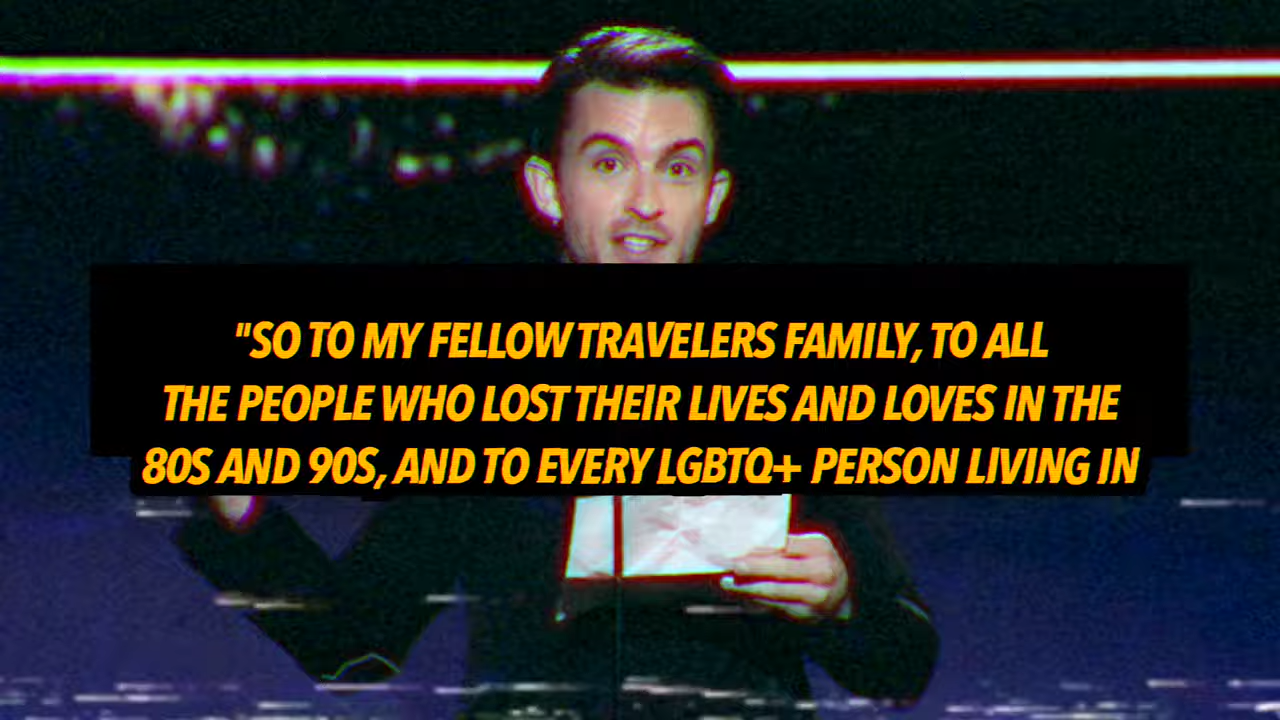 "SO TO MY FELLOW TRAVELERS FAMILY, TO ALL
THE PEOPLE WHO LOST THEIR LIVES AND LOVES IN THE
80S AND 90S, AND TO EVERY LGBTQ+ PERSON LIVING IN